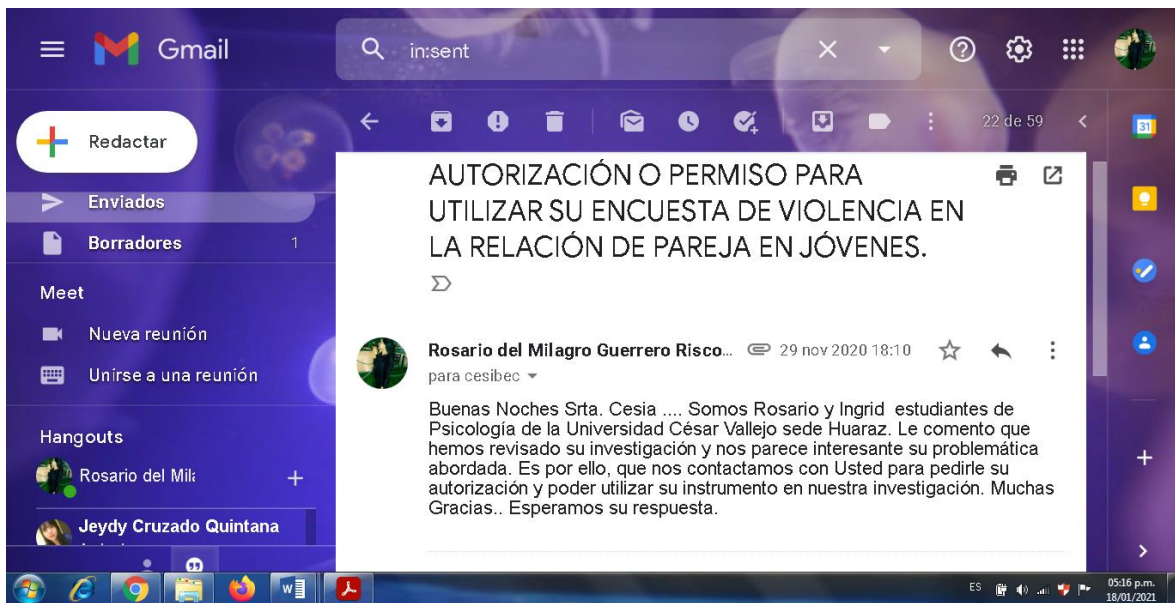 Gmail
in:sent
Redactar
22 de 59
31
Enviados
Borradores 1
Meet
Nueva reunión
Unirse a una reunión
Hangouts
Rosario del Mila
Jeydy Cruzado Quintana
AUTORIZACIÓN O PERMISO PARA
UTILIZAR SU ENCUESTA DE VIOLENCIA EN
LA RELACIÓN DE PAREJA EN JÓVENES.
Rosario del Milagro Guerrero Risco... 29 nov 2020 18:10
para cesibec
Buenas Noches Srta. Cesia .... Somos Rosario y Ingrid estudiantes de
Psicología de la Universidad César Vallejo sede Huaraz. Le comento que
hemos revisado su investigación y nos parece interesante su problemática
abordada. Es por ello, que nos contactamos con Usted para pedirle su
autorización y poder utilizar su instrumento en nuestra investigación. Muchas
Gracias.. Esperamos su respuesta.
ES
05:16 p.m.
18/01/2021